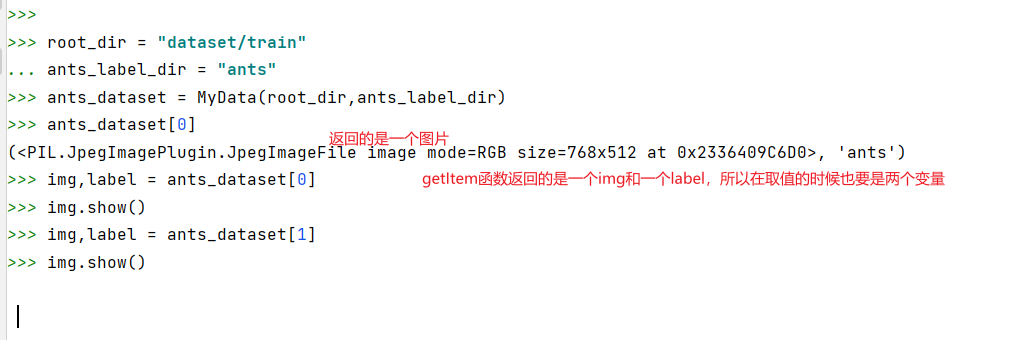 >>>
>>> root_dir = "dataset/train"
... ants_label_dir = "ants"
>>> ants_dataset = MyData(root_dir,ants_label_dir)
>>> ants_dataset[0]
返回的是一个图片
(<PIL.JpegImagePlugin.JpegImageFile image mode=RGB size=768x512 at 0x2336409C6D0>, 'ants')
>>> img,label = ants_dataset[0]
getItem函数返回的是一个img和一个label，所以在取值的时候也要是两个变量
>>> img.show()
>>> img,label = ants_dataset[1]
>>> img.show()